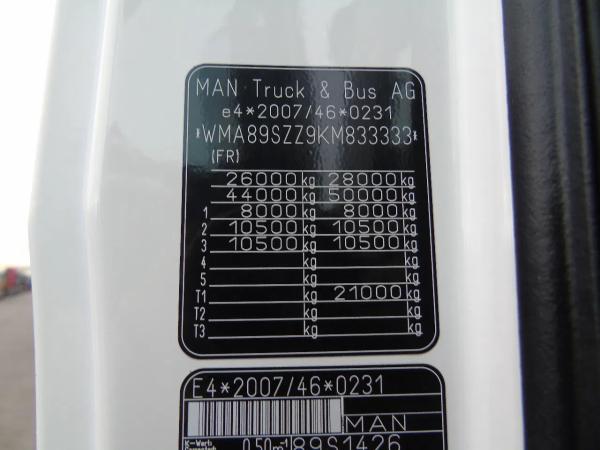 MAN Truck & Bus AG
e4*2007/46*0231
*WMA89SZZ9KM833333*
(FR)
26000 kg 28000 kg
44000 kg 50000 kg
1 8000 kg 8000 kg
2 10500 kg 10500 kg
3 10500 kg 10500 kg
4 kg kg
5 kg kg
T1 kg 21000 kg
T2 kg kg
T3 kg kg
E4*2007/46*0231
MAN
K-Wert 0.50m⁻¹ 89S1426